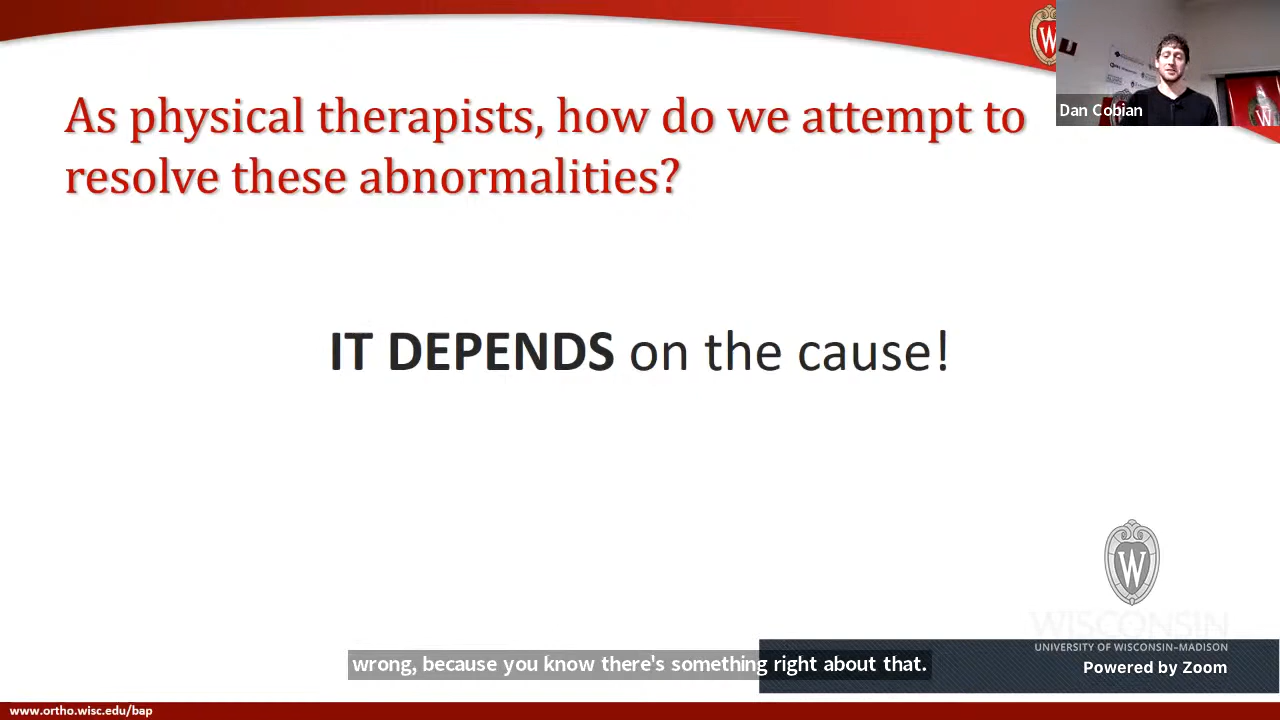 As physical therapists, how do we attempt to
resolve these abnormalities?
Dan Cobian
IT DEPENDS on the cause!
W
WISCONSIN
UNIVERSITY OF WISCONSIN–MADISON
wrong, because you know there's something right about that.
Powered by Zoom
www.ortho.wisc.edu/bap